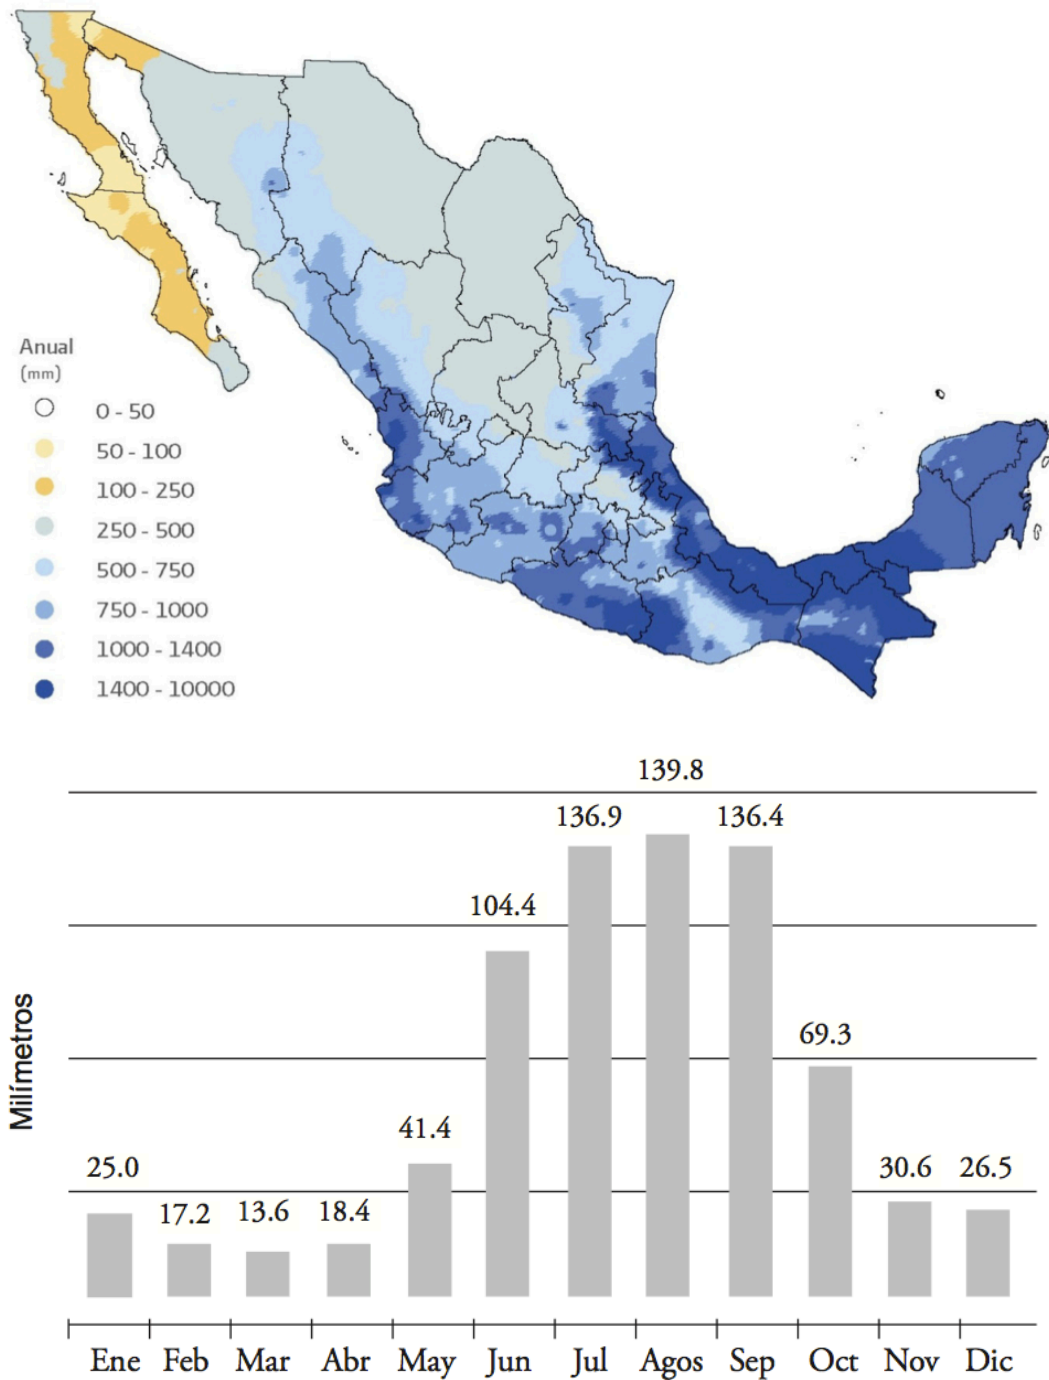 Anual
(mm)
0 - 50
50 - 100
100 - 250
250 - 500
500 - 750
750 - 1000
1000 - 1400
1400 - 10000
139.8
136.9
136.4
104.4
69.3
41.4
25.0
30.6
26.5
17.2
13.6
18.4
Milímetros
Ene Feb Mar Abr May Jun Jul Agos Sep Oct Nov Dic